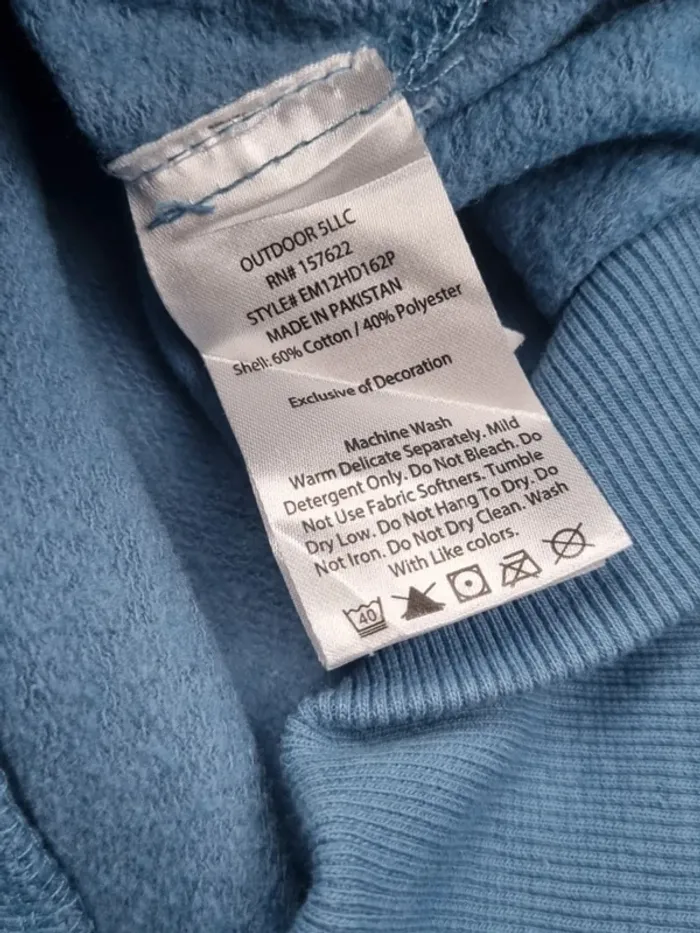 OUTDOOR 5LLC
RN# 157622
STYLE# EM12HD162P
MADE IN PAKISTAN
Shell: 60% Cotton / 40% Polyester
Exclusive of Decoration
Machine Wash
Warm Delicate Separately. Mild
Detergent Only. Do Not Bleach. Do
Not Use Fabric Softners. Tumble
Dry Low. Do Not Hang To Dry. Do
Not Iron. Do Not Dry Clean. Wash
With Like colors.
40